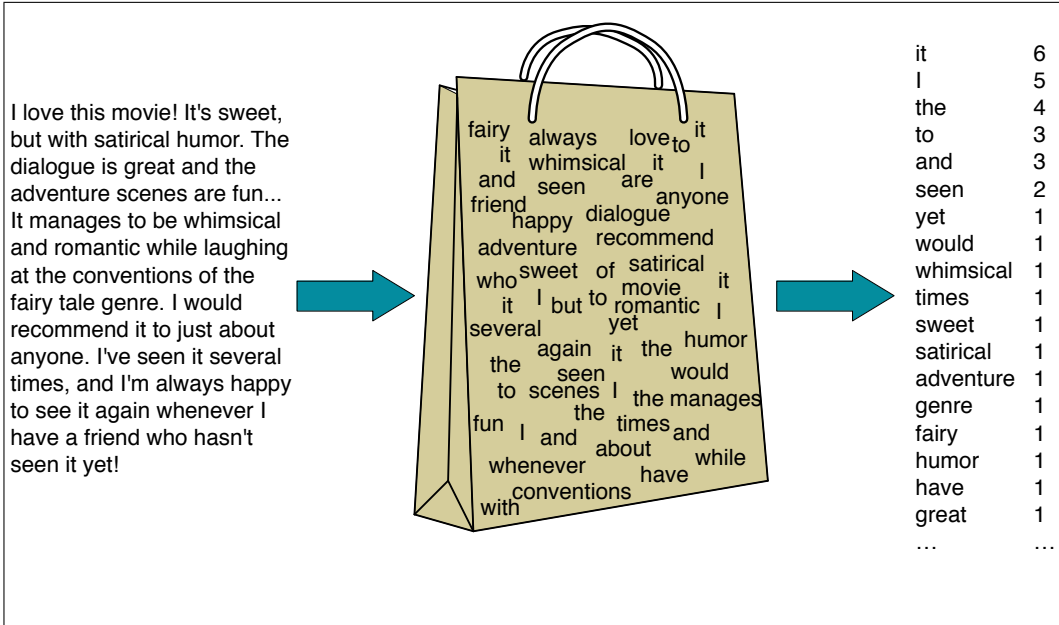 I love this movie! It's sweet,
but with satirical humor. The
dialogue is great and the
adventure scenes are fun...
It manages to be whimsical
and romantic while laughing
at the conventions of the
fairy tale genre. I would
recommend it to just about
anyone. I've seen it several
times, and I'm always happy
to see it again whenever I
have a friend who hasn't
seen it yet!
fairy always love to it
it whimsical it I
and seen are anyone
friend happy dialogue
adventure recommend
who sweet of satirical it
it I but to movie romantic I
several yet humor
the again it the would
seen
to scenes I the manages
fun I and the times and
about while
whenever have
conventions
with
it 6
I 5
the 4
to 3
and 3
seen 2
yet 1
would 1
whimsical 1
times 1
sweet 1
satirical 1
adventure 1
genre 1
fairy 1
humor 1
have 1
great 1
… …